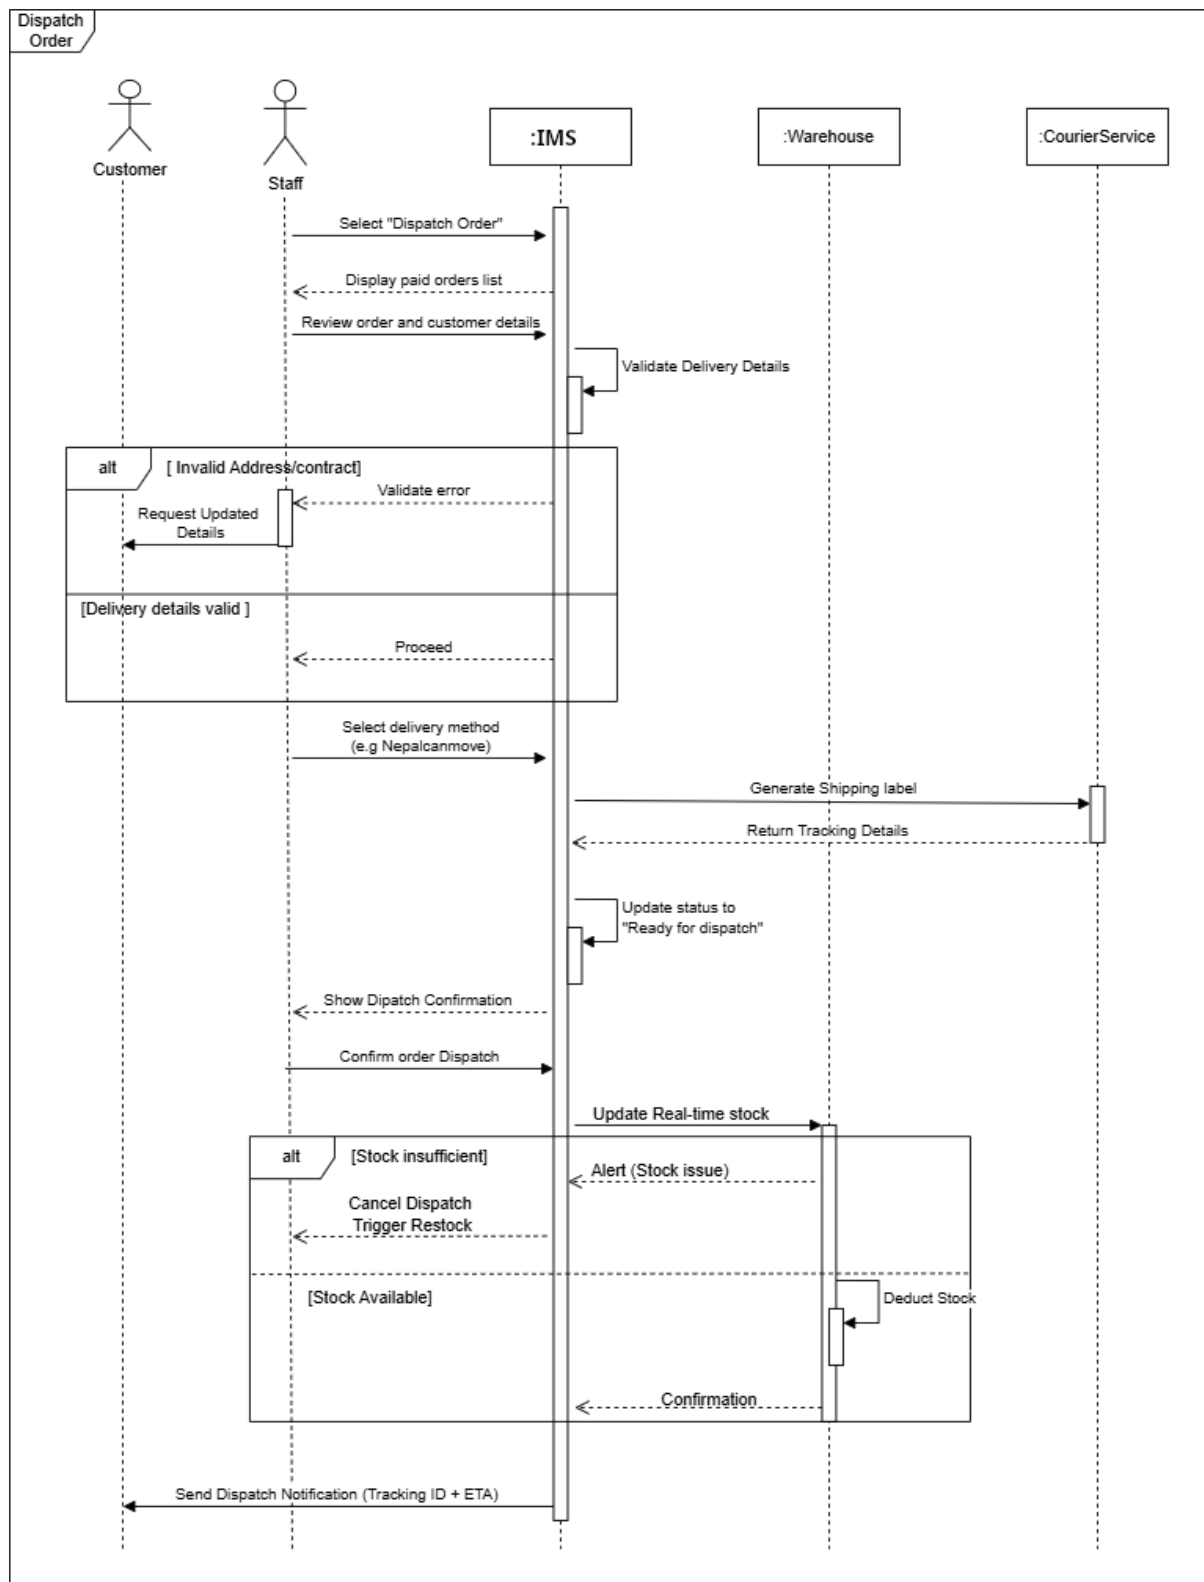 Dispatch
Order
Customer
Staff
:IMS
:Warehouse
:CourierService
Select "Dispatch Order"
Display paid orders list
Review order and customer details
Validate Delivery Details
alt
[ Invalid Address/contract]
Validate error
Request Updated
Details
[Delivery details valid ]
Proceed
Select delivery method
(e.g Nepalcanmove)
Generate Shipping label
Return Tracking Details
Update status to
"Ready for dispatch"
Show Dipatch Confirmation
Confirm order Dispatch
Update Real-time stock
alt
[Stock insufficient]
Alert (Stock issue)
Cancel Dispatch
Trigger Restock
[Stock Available]
Deduct Stock
Confirmation
Send Dispatch Notification (Tracking ID + ETA)